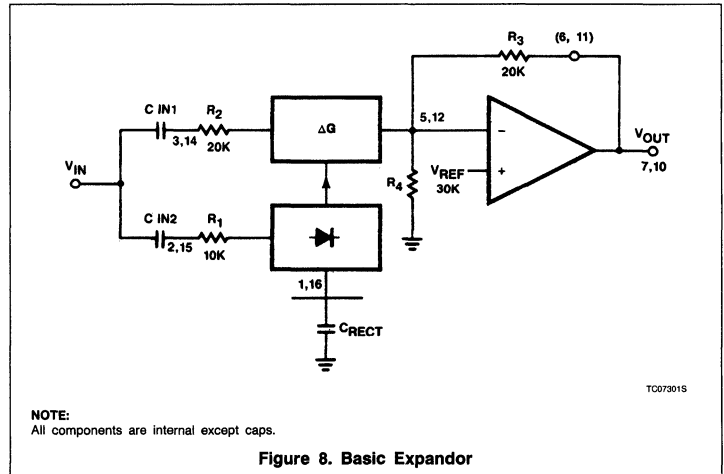 R3
20K
(6, 11)
C IN1
R2
3,14
20K
ΔG
5,12
−
VOUT
7,10
VIN
R4
VREF
30K
+
C IN2
R1
2,15
10K
1,16
CRECT
TC07301S
NOTE:
All components are internal except caps.
Figure 8. Basic Expandor